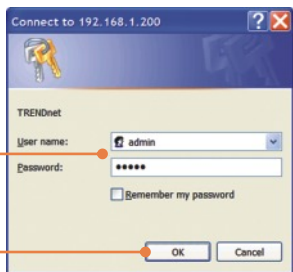 Connect to 192.168.1.200
TRENDnet
User name: admin
Password: •••••
Remember my password
OK Cancel